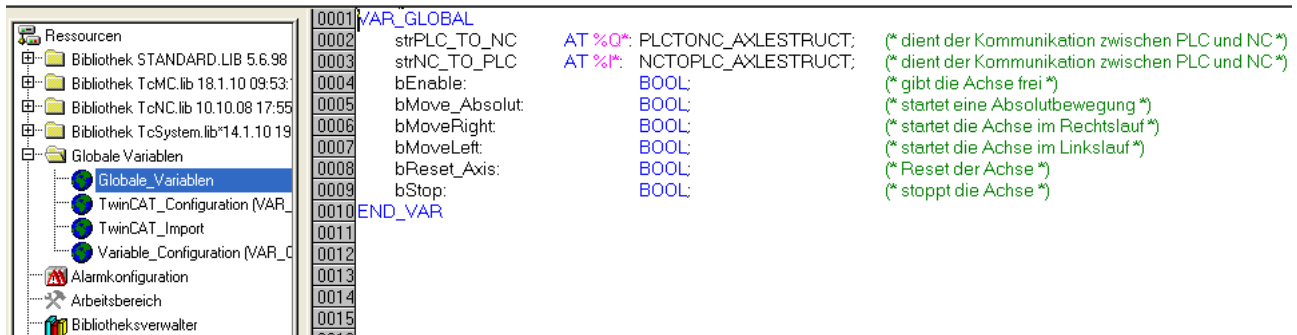 Ressourcen
Bibliothek STANDARD.LIB 5.6.98
Bibliothek TcMC.lib 18.1.10 09:53:
Bibliothek TcNC.lib 10.10.08 17:55
Bibliothek TcSystem.lib*14.1.10 19
Globale Variablen
Globale_Variablen
TwinCAT_Configuration (VAR_
TwinCAT_Import
Variable_Configuration (VAR_C
Alarmkonfiguration
Arbeitsbereich
Bibliotheksverwalter
0001 VAR_GLOBAL
0002 strPLC_TO_NC AT %Q*: PLCTONC_AXLESTRUCT; (* dient der Kommunikation zwischen PLC und NC *)
0003 strNC_TO_PLC AT %I*: NCTOPLC_AXLESTRUCT; (* dient der Kommunikation zwischen PLC und NC *)
0004 bEnable: BOOL; (* gibt die Achse frei *)
0005 bMove_Absolut: BOOL; (* startet eine Absolutbewegung *)
0006 bMoveRight: BOOL; (* startet die Achse im Rechtslauf *)
0007 bMoveLeft: BOOL; (* startet die Achse im Linkslauf *)
0008 bReset_Axis: BOOL; (* Reset der Achse *)
0009 bStop: BOOL; (* stoppt die Achse *)
0010 END_VAR
0011
0012
0013
0014
0015